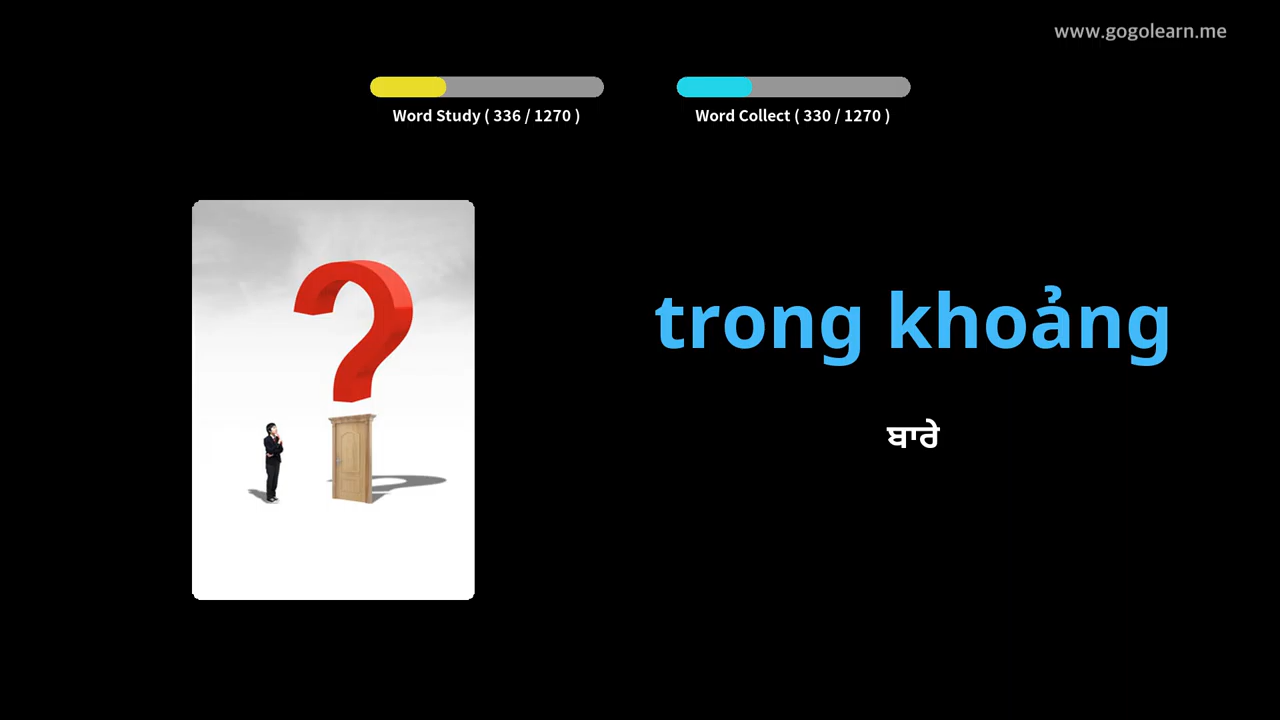 www.gogolearn.me
Word Study ( 336 / 1270 )
Word Collect ( 330 / 1270 )
trong khoảng
ਬਾਰੇ